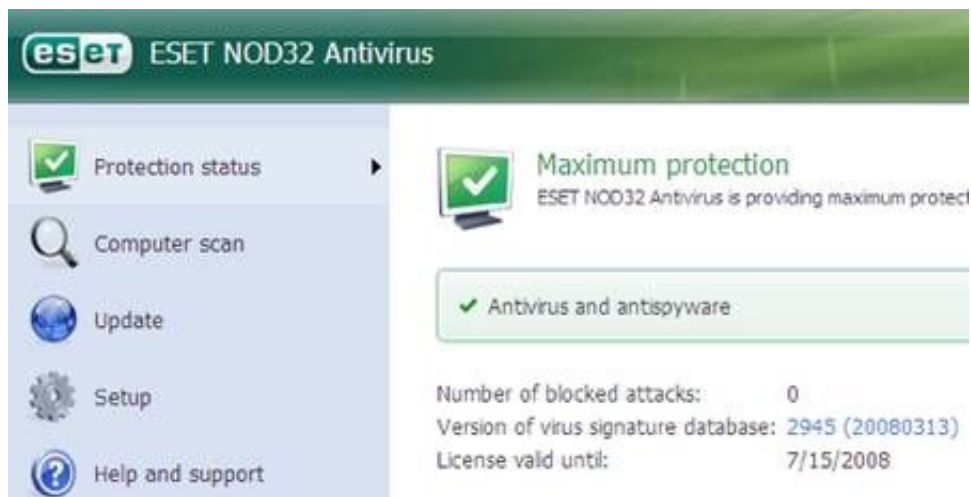 eset ESET NOD32 Antivirus
Protection status
Computer scan
Update
Setup
Help and support
Maximum protection
ESET NOD32 Antivirus is providing maximum protect
Antivirus and antispyware
Number of blocked attacks: 0
Version of virus signature database: 2945 (20080313)
License valid until: 7/15/2008